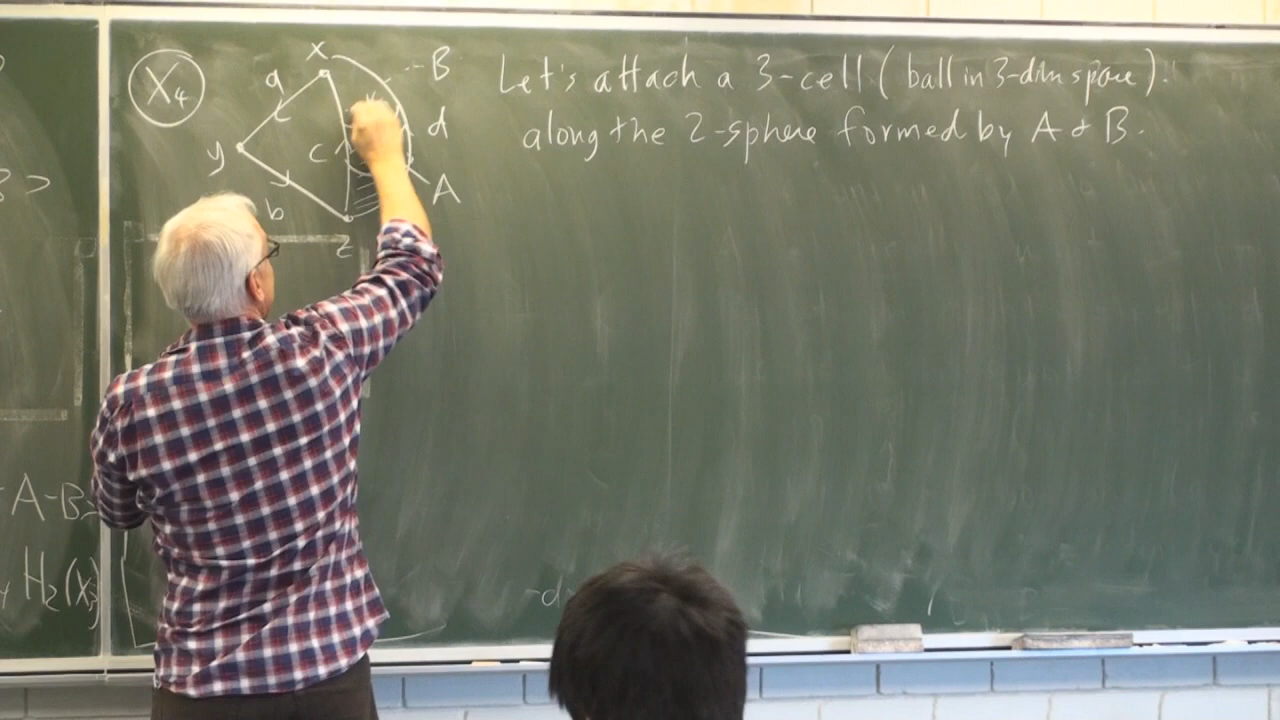 X₄
x
a
B
d
y
c
A
b
z
Let's attach a 3-cell (ball in 3-dim space).
along the 2-sphere formed by A & B.
A-B
H₂(X